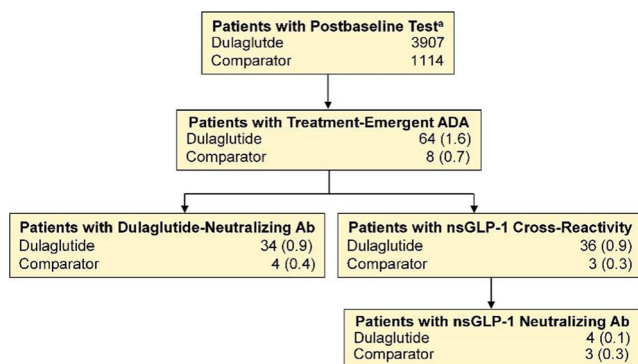 Patients with Postbaseline Testᵃ
Dulaglutde 3907
Comparator 1114
Patients with Treatment-Emergent ADA
Dulaglutide 64 (1.6)
Comparator 8 (0.7)
Patients with Dulaglutide-Neutralizing Ab
Dulaglutide 34 (0.9)
Comparator 4 (0.4)
Patients with nsGLP-1 Cross-Reactivity
Dulaglutide 36 (0.9)
Comparator 3 (0.3)
Patients with nsGLP-1 Neutralizing Ab
Dulaglutide 4 (0.1)
Comparator 3 (0.3)